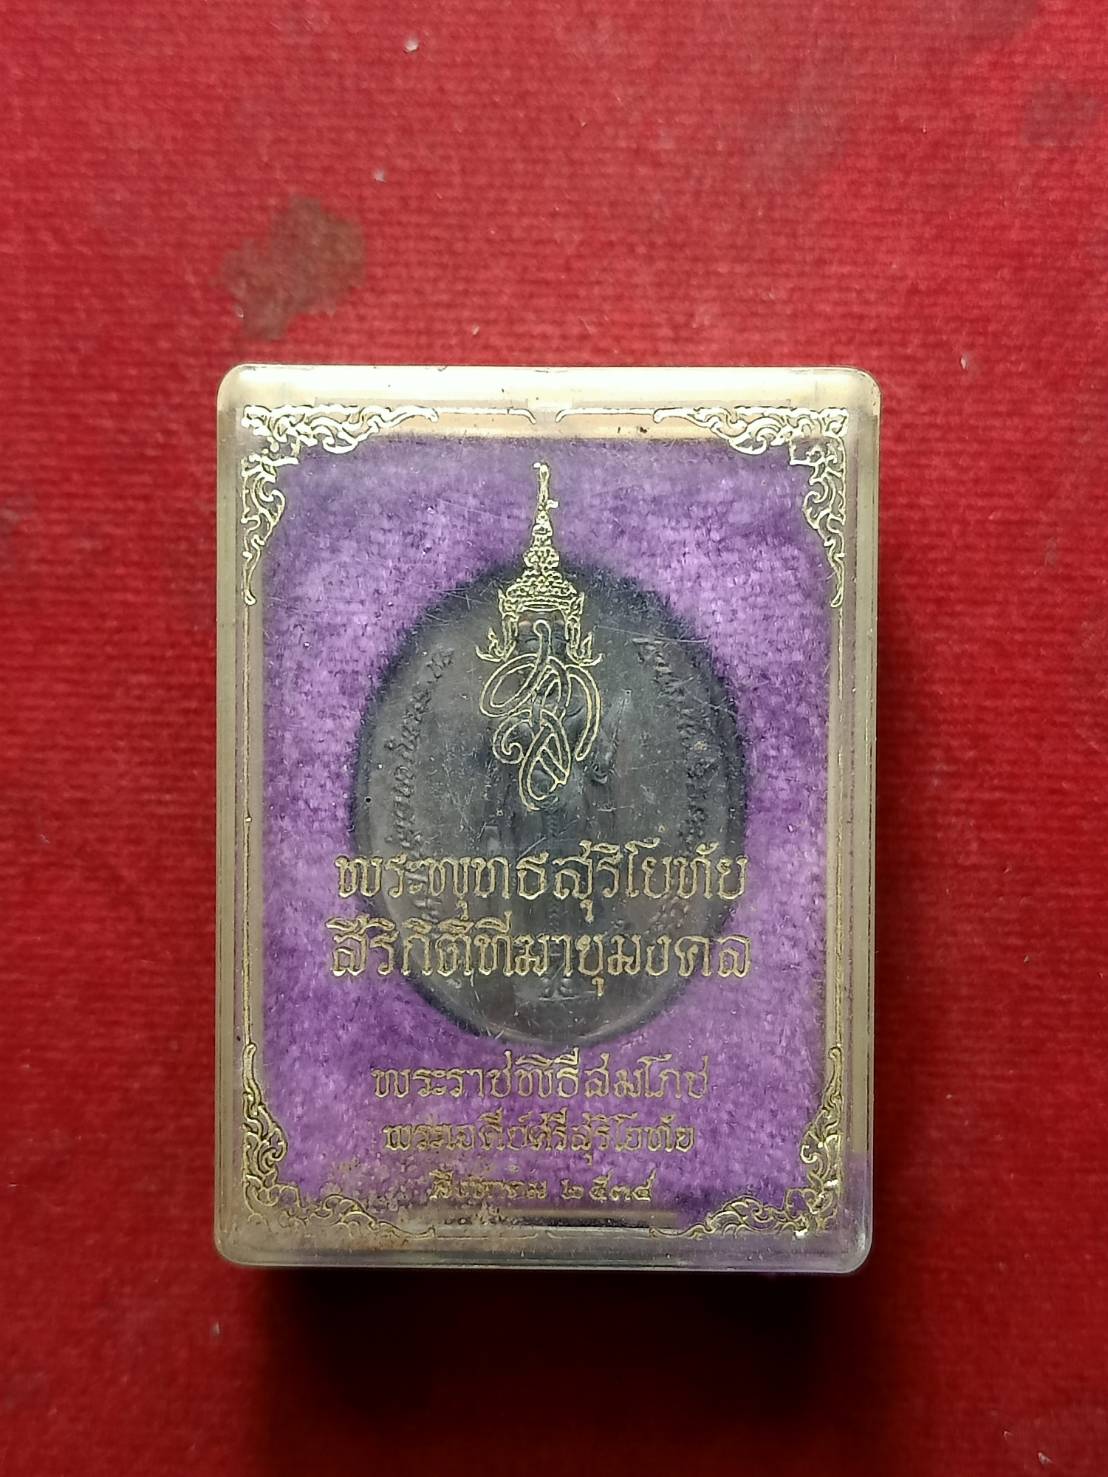 พระพุทธสุริโยทัย
สิริกิติ์ทีฆายุมงคล
พระราชพิธีสมโภช
พระเจดีย์ศรีสุริโยทัย
สิงหาคม ๒๕๓๔